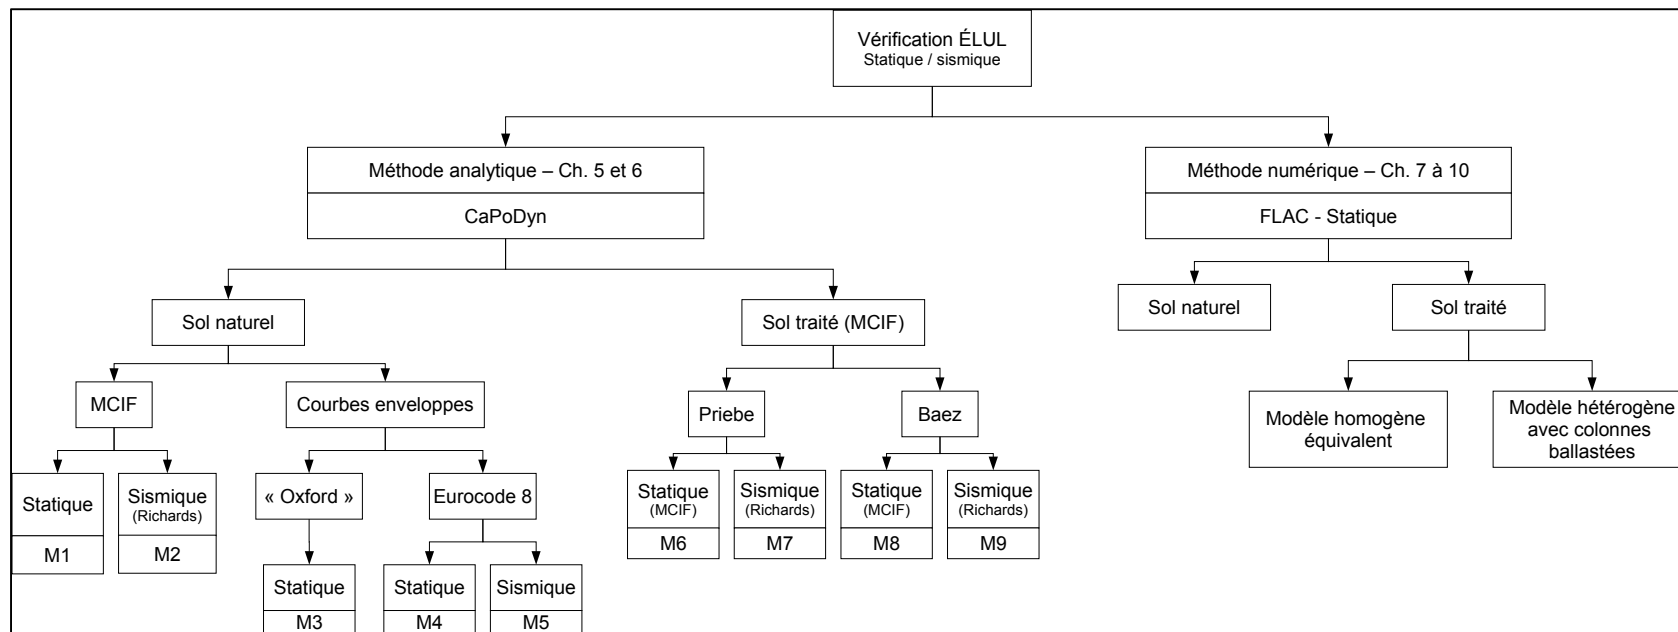 Vérification ÉLUL
Statique / sismique
Méthode analytique – Ch. 5 et 6
CaPoDyn
Méthode numérique – Ch. 7 à 10
FLAC - Statique
Sol naturel
Sol traité (MCIF)
Sol naturel
Sol traité
MCIF
Courbes enveloppes
Priebe
Baez
Modèle homogène
équivalent
Modèle hétérogène
avec colonnes
ballastées
Statique
M1
Sismique
(Richards)
M2
« Oxford »
Eurocode 8
Statique
(MCIF)
M6
Sismique
(Richards)
M7
Statique
(MCIF)
M8
Sismique
(Richards)
M9
Statique
M3
Statique
M4
Sismique
M5